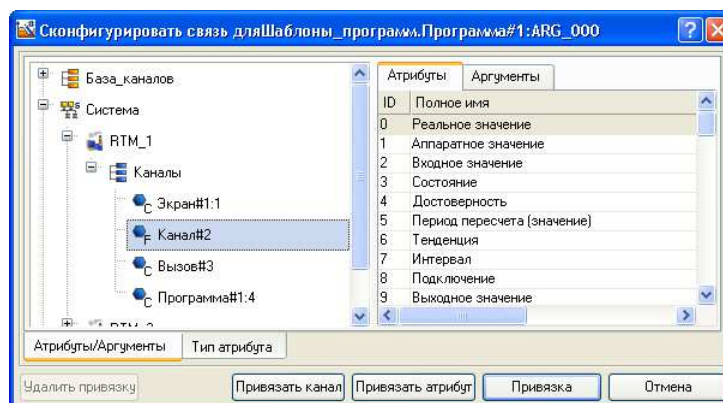 Сконфигурировать связь дляШаблоны_программ.Программа#1:ARG_000
База_каналов
Система
RTM_1
Каналы
C Экран#1:1
F Канал#2
C Вызов#3
C Программа#1:4
Атрибуты Аргументы
ID Полное имя
0 Реальное значение
1 Аппаратное значение
2 Входное значение
3 Состояние
4 Достоверность
5 Период пересчета (значение)
6 Тенденция
7 Интервал
8 Подключение
9 Выходное значение
Атрибуты/Аргументы Тип атрибута
Удалить привязку Привязать канал Привязать атрибут Привязка Отмена